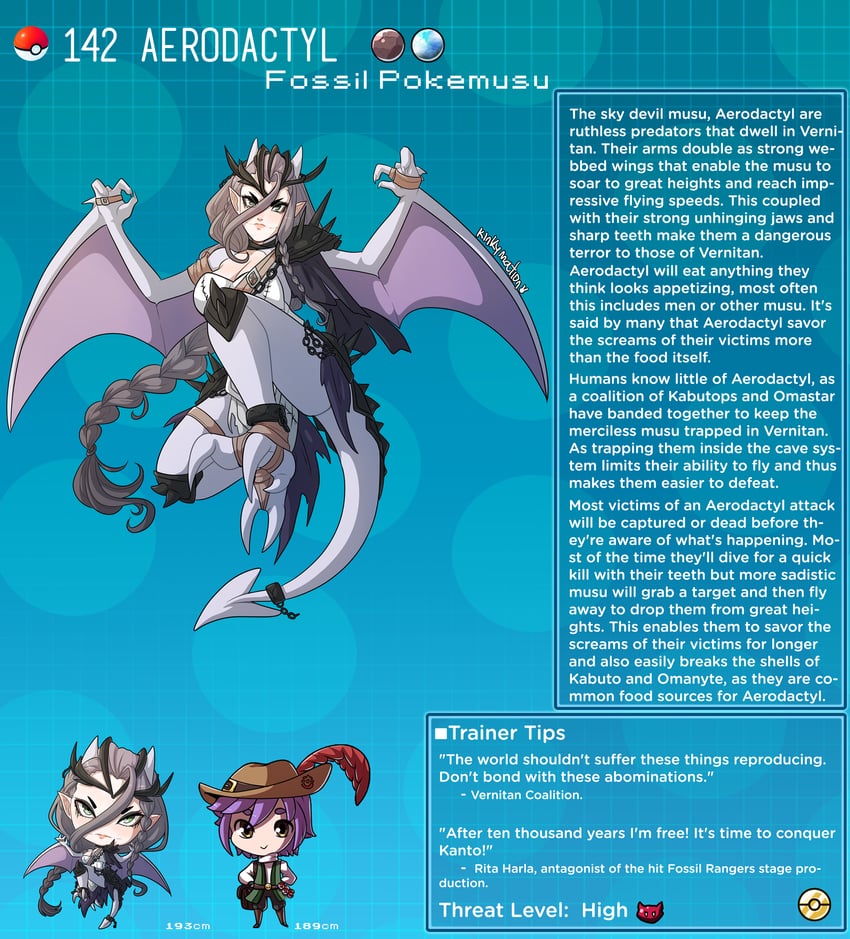 142 AERODACTYL
Fossil Pokemusu
The sky devil musu, Aerodactyl are
ruthless predators that dwell in Verni-
tan. Their arms double as strong we-
bbed wings that enable the musu to
soar to great heights and reach imp-
ressive flying speeds. This coupled
with their strong unhinging jaws and
sharp teeth make them a dangerous
terror to those of Vernitan.
Aerodactyl will eat anything they
think looks appetizing, most often
this includes men or other musu. It's
said by many that Aerodactyl savor
the screams of their victims more
than the food itself.
Humans know little of Aerodactyl, as
a coalition of Kabutops and Omastar
have banded together to keep the
merciless musu trapped in Vernitan.
As trapping them inside the cave sys-
tem limits their ability to fly and thus
makes them easier to defeat.
Most victims of an Aerodactyl attack
will be captured or dead before th-
ey're aware of what's happening. Mo-
st of the time they'll dive for a quick
kill with their teeth but more sadistic
musu will grab a target and then fly
away to drop them from great hei-
ghts. This enables them to savor the
screams of their victims for longer
and also easily breaks the shells of
Kabuto and Omanyte, as they are co-
mmon food sources for Aerodactyl.
kinkymation
Trainer Tips
"The world shouldn't suffer these things reproducing.
Don't bond with these abominations."
- Vernitan Coalition.
"After ten thousand years I'm free! It's time to conquer
Kanto!"
- Rita Harla, antagonist of the hit Fossil Rangers stage pro-
duction.
Threat Level: High
193cm
189cm